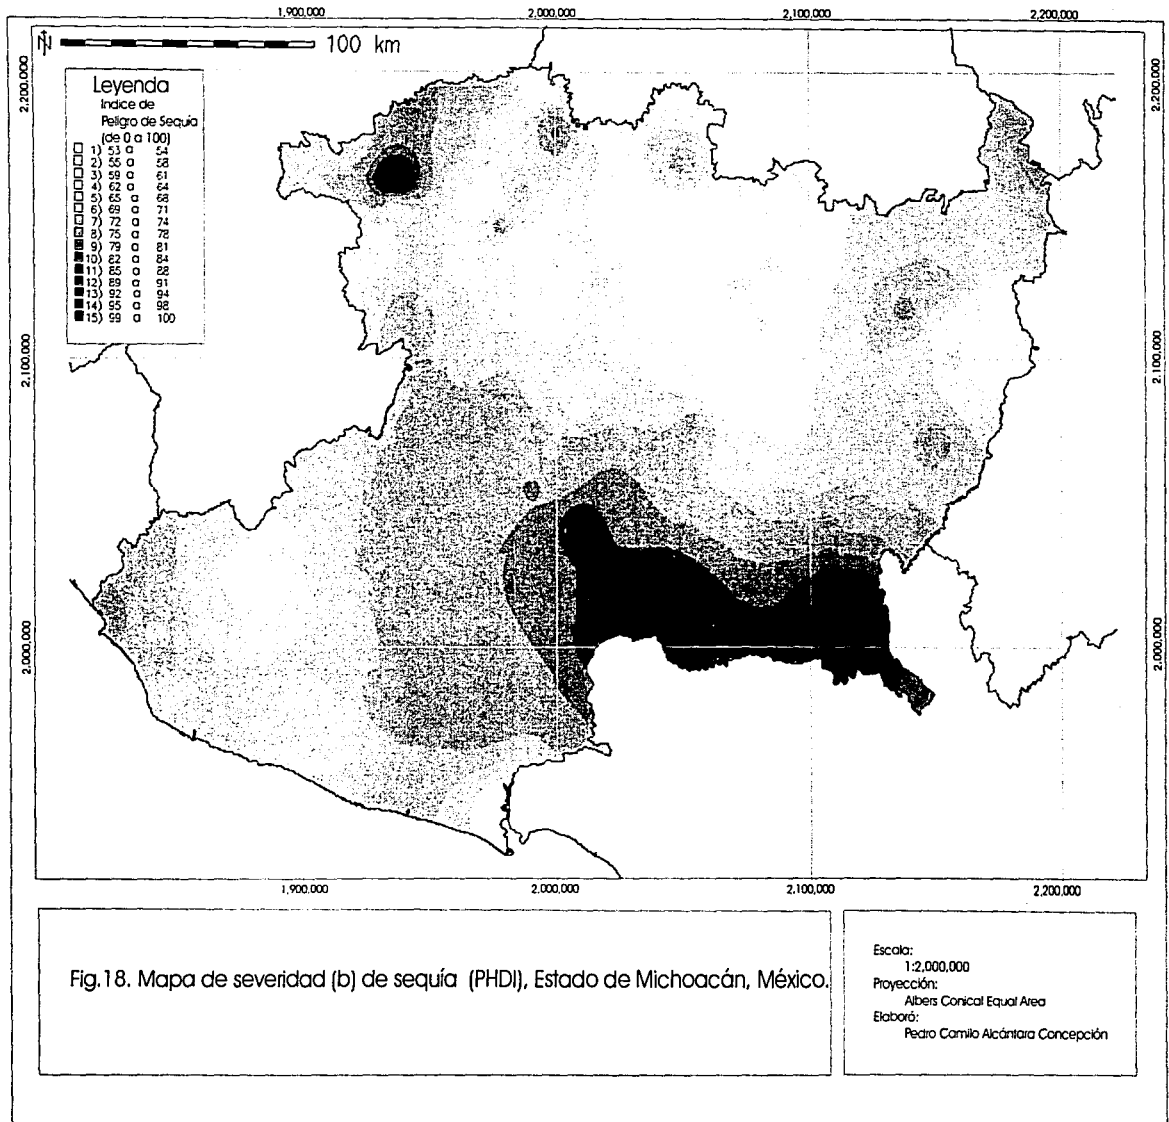 1,900,000 2,000,000 2,100,000 2,200,000
N 100 km
2,200,000 2,200,000
Leyenda
Indice de
Peligro de Sequia
(de 0 a 100)
1) 53 a 54
2) 55 a 58
3) 59 a 61
4) 62 a 64
5) 65 a 68
6) 69 a 71
7) 72 a 74
8) 75 a 78
9) 79 a 81
10) 82 a 84
11) 85 a 88
12) 89 a 91
13) 92 a 94
14) 95 a 98
15) 99 a 100
2,100,000 2,100,000
2,000,000 2,000,000
1,900,000 2,000,000 2,100,000 2,200,000
Fig.18. Mapa de severidad (b) de sequía (PHDI), Estado de Michoacán, México.
Escala:
1:2,000,000
Proyección:
Albers Conical Equal Area
Elaboró:
Pedro Camilo Alcántara Concepción